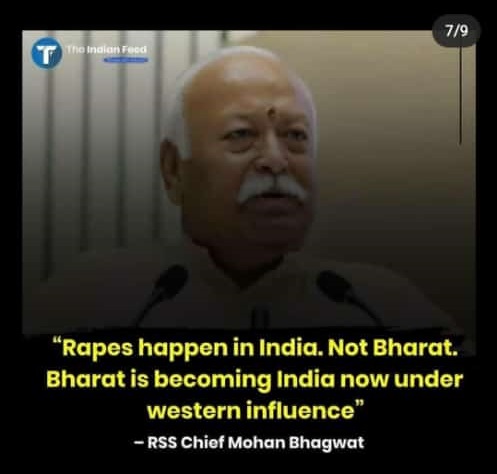 7/9
The Indian Feed
“Rapes happen in India. Not Bharat.
Bharat is becoming India now under
western influence”
– RSS Chief Mohan Bhagwat